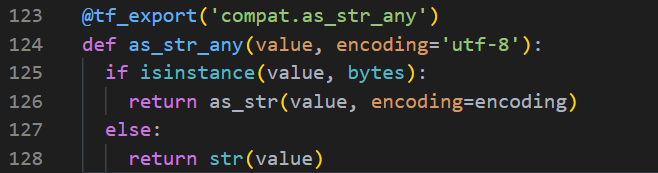 123 @tf_export('compat.as_str_any')
124 def as_str_any(value, encoding='utf-8'):
125   if isinstance(value, bytes):
126     return as_str(value, encoding=encoding)
127   else:
128     return str(value)